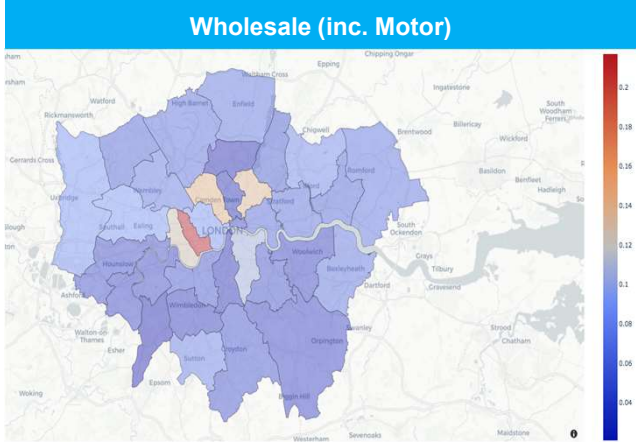 Wholesale (inc. Motor)
Chipping Ongar
Epping
Waltham Cross
Watford
High Barnet
Enfield
Ingatestone
Rickmansworth
Chigwell
Brentwood
Billericay
South
Woodham
Ferrers
Wickford
Gerrards Cross
Romford
Basildon
Wembley
Ilford
Benfleet
Hadleigh
Uxbridge
Camden Town
Stratford
Slough
Southall
Ealing
LONDON
South
Ockendon
Grays
Hounslow
Woolwich
Tilbury
Bexleyheath
Gravesend
Dartford
Ashford
Wimbledon
Walton-on-
Thames
Swanley
Strood
Esher
Chatham
Sutton
Croydon
Orpington
Epsom
Woking
Biggin Hill
Westerham
Sevenoaks
Maidstone
0.2
0.18
0.16
0.14
0.12
0.1
0.08
0.06
0.04